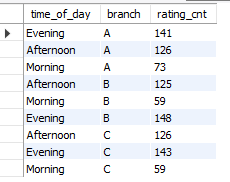 time_of_day branch rating_cnt
Evening A 141
Afternoon A 126
Morning A 73
Afternoon B 125
Morning B 59
Evening B 148
Afternoon C 126
Evening C 143
Morning C 59